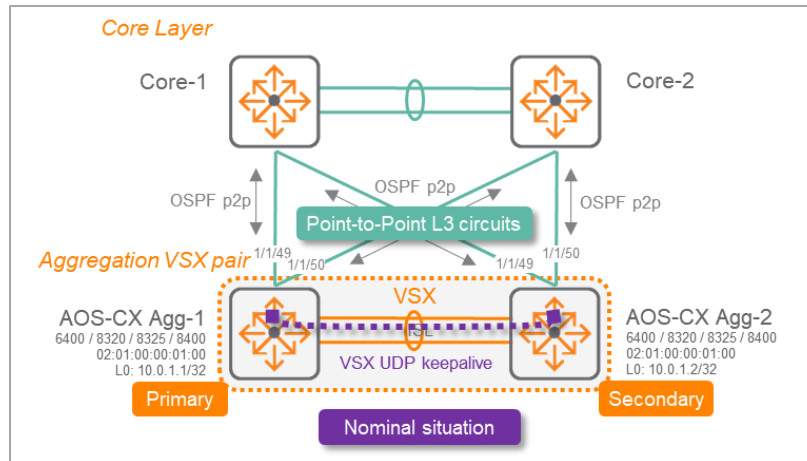 Core Layer
Core-1
Core-2
OSPF p2p
OSPF p2p
OSPF p2p
Point-to-Point L3 circuits
1/1/49
1/1/50
1/1/49
1/1/50
Aggregation VSX pair
VSX
ISL
VSX UDP keepalive
AOS-CX Agg-1
6400 / 8320 / 8325 / 8400
02:01:00:00:01:00
L0: 10.0.1.1/32
Primary
AOS-CX Agg-2
6400 / 8320 / 8325 / 8400
02:01:00:00:01:00
L0: 10.0.1.2/32
Secondary
Nominal situation